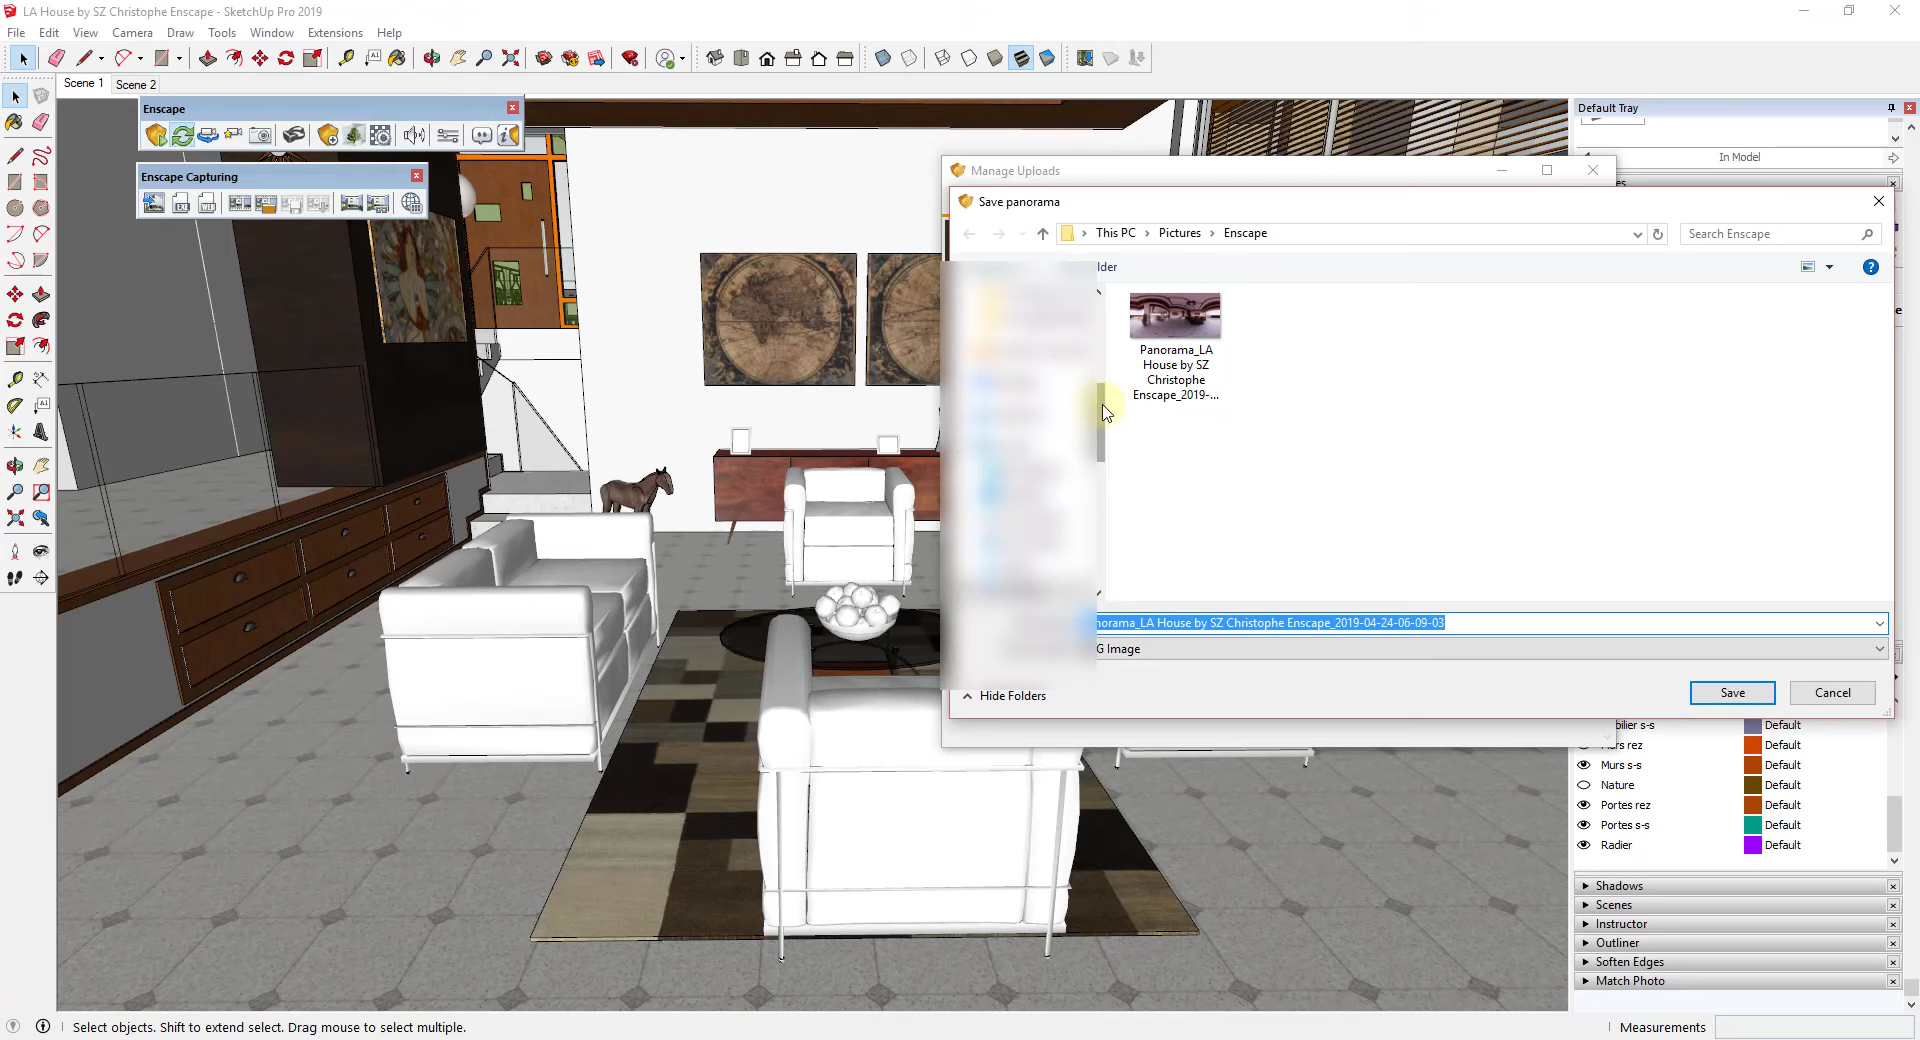 LA House by SZ Christophe Enscape - SketchUp Pro 2019
File Edit View Camera Draw Tools Window Extensions Help
Scene 1 Scene 2
Enscape
Enscape Capturing
Default Tray
In Model
Manage Uploads
Save panorama
This PC > Pictures > Enscape
Search Enscape
lder
Panorama_LA
House by SZ
Christophe
Enscape_2019-...
norama_LA House by SZ Christophe Enscape_2019-04-24-06-09-03
G Image
Hide Folders
Save
Cancel
bilier s-s Default
Murs rez Default
Murs s-s Default
Nature Default
Portes rez Default
Portes s-s Default
Radier Default
Shadows
Scenes
Instructor
Outliner
Soften Edges
Match Photo
Select objects. Shift to extend select. Drag mouse to select multiple.
Measurements